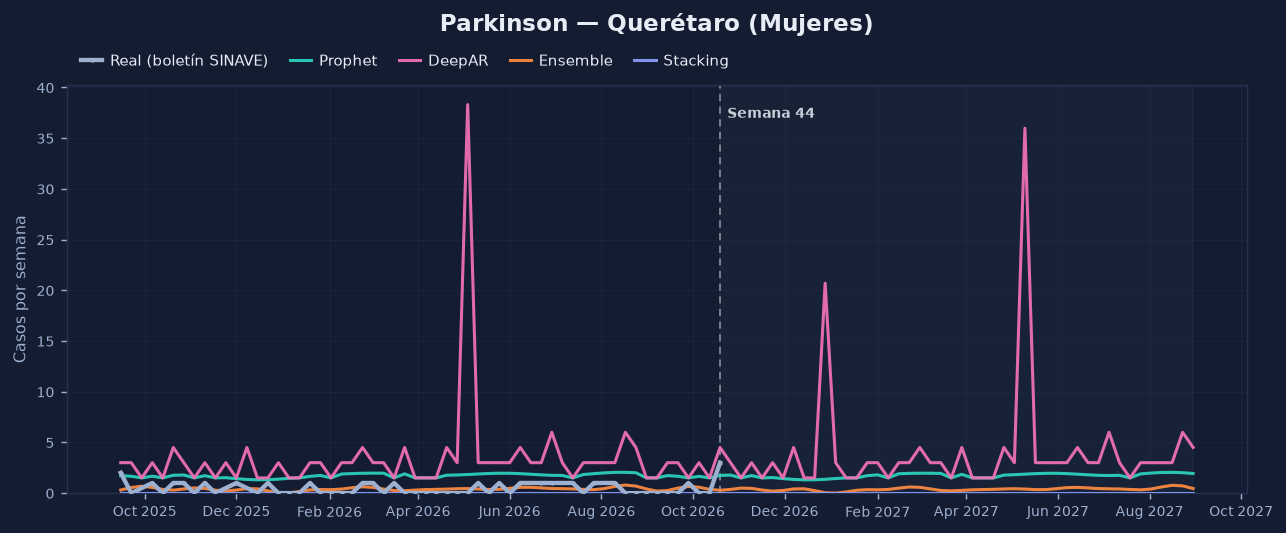 Parkinson — Querétaro (Mujeres)
Real (boletín SINAVE) Prophet DeepAR Ensemble Stacking
Semana 44
Casos por semana
40
35
30
25
20
15
10
5
0
Oct 2025 Dec 2025 Feb 2026 Apr 2026 Jun 2026 Aug 2026 Oct 2026 Dec 2026 Feb 2027 Apr 2027 Jun 2027 Aug 2027 Oct 2027